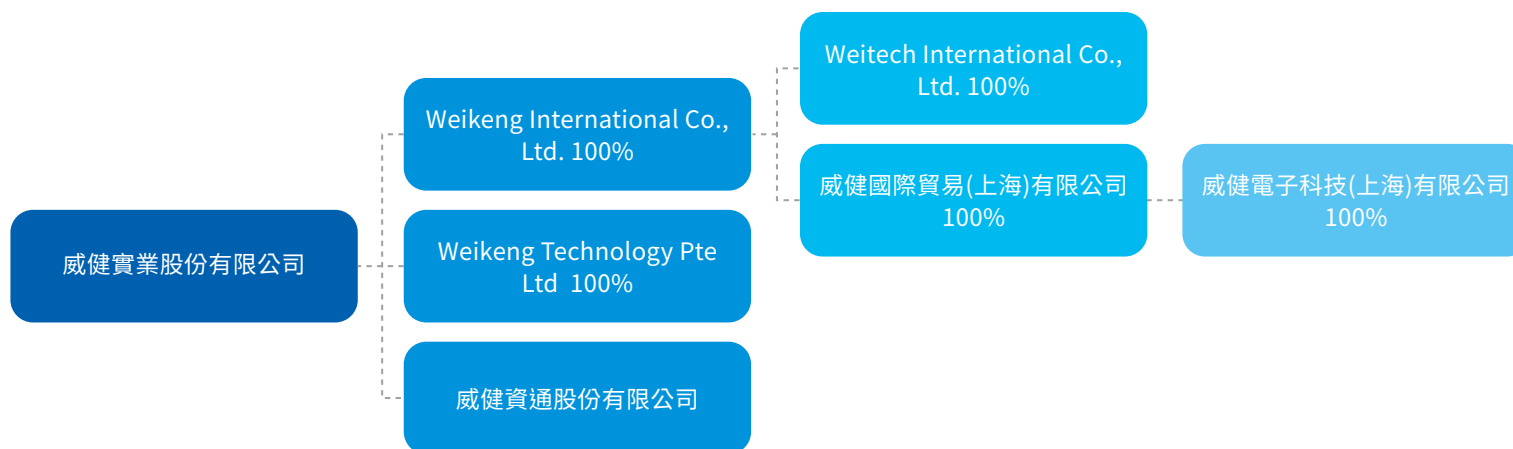 威健實業股份有限公司
Weikeng International Co.,
Ltd. 100%
Weikeng Technology Pte
Ltd 100%
威健資通股份有限公司
Weitech International Co.,
Ltd. 100%
威健國際貿易(上海)有限公司
100%
威健電子科技(上海)有限公司
100%